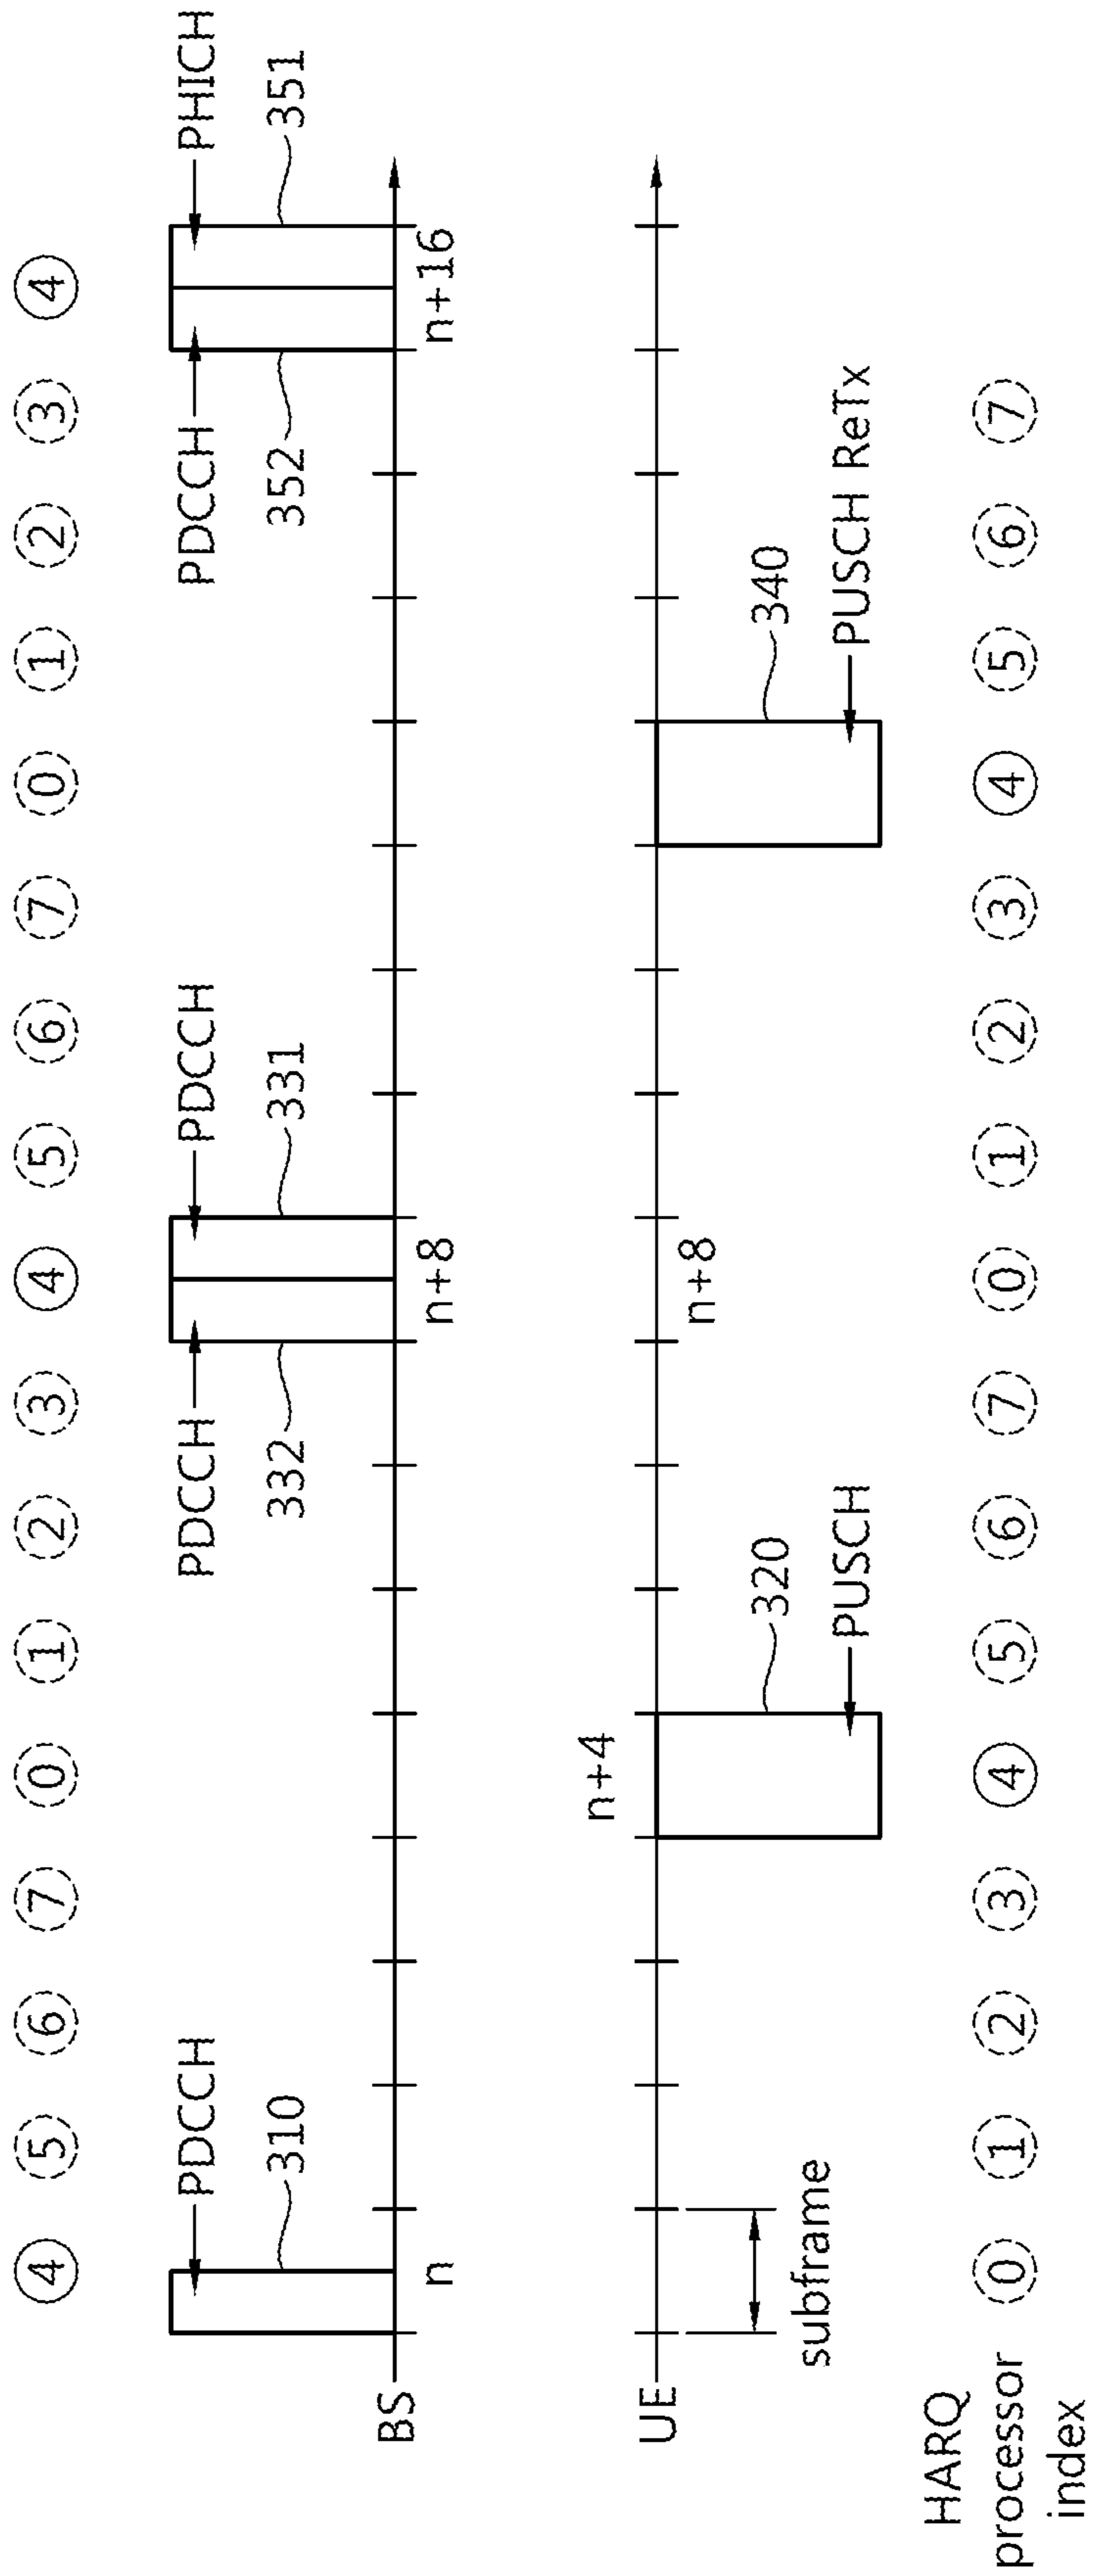 4 5 6 7 0 1 2 3 4 5 6 7 0 1 2 3 4
PDCCH PDCCH PDCCH PDCCH PHICH
310 332 331 352 351
BS
n n+8 n+16
n+4
UE
n+8
subframe
320 340
PUSCH PUSCH ReTx
HARQ
processor
index
0 1 2 3 4 5 6 7 0 1 2 3 4 5 6 7